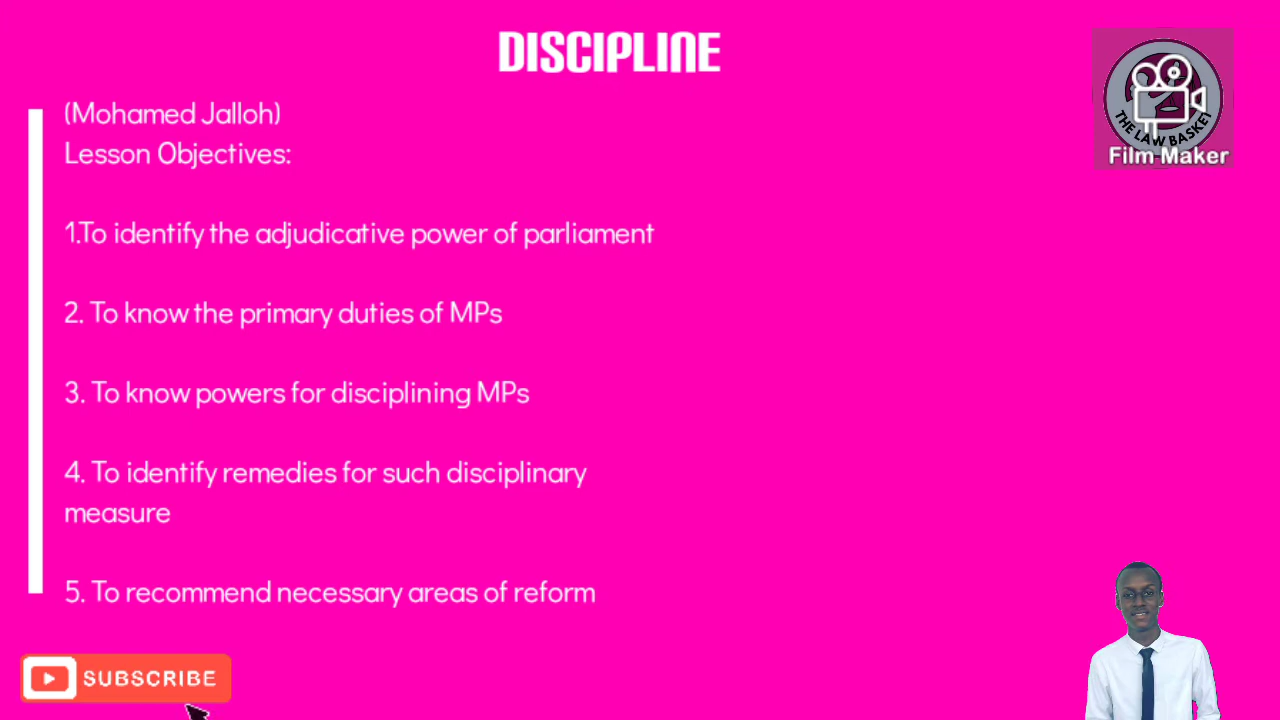 DISCIPLINE
(Mohamed Jalloh)
Lesson Objectives:
1.To identify the adjudicative power of parliament
2. To know the primary duties of MPs
3. To know powers for disciplining MPs
4. To identify remedies for such disciplinary
measure
5. To recommend necessary areas of reform
THE LAW BASKET
Film Maker
SUBSCRIBE